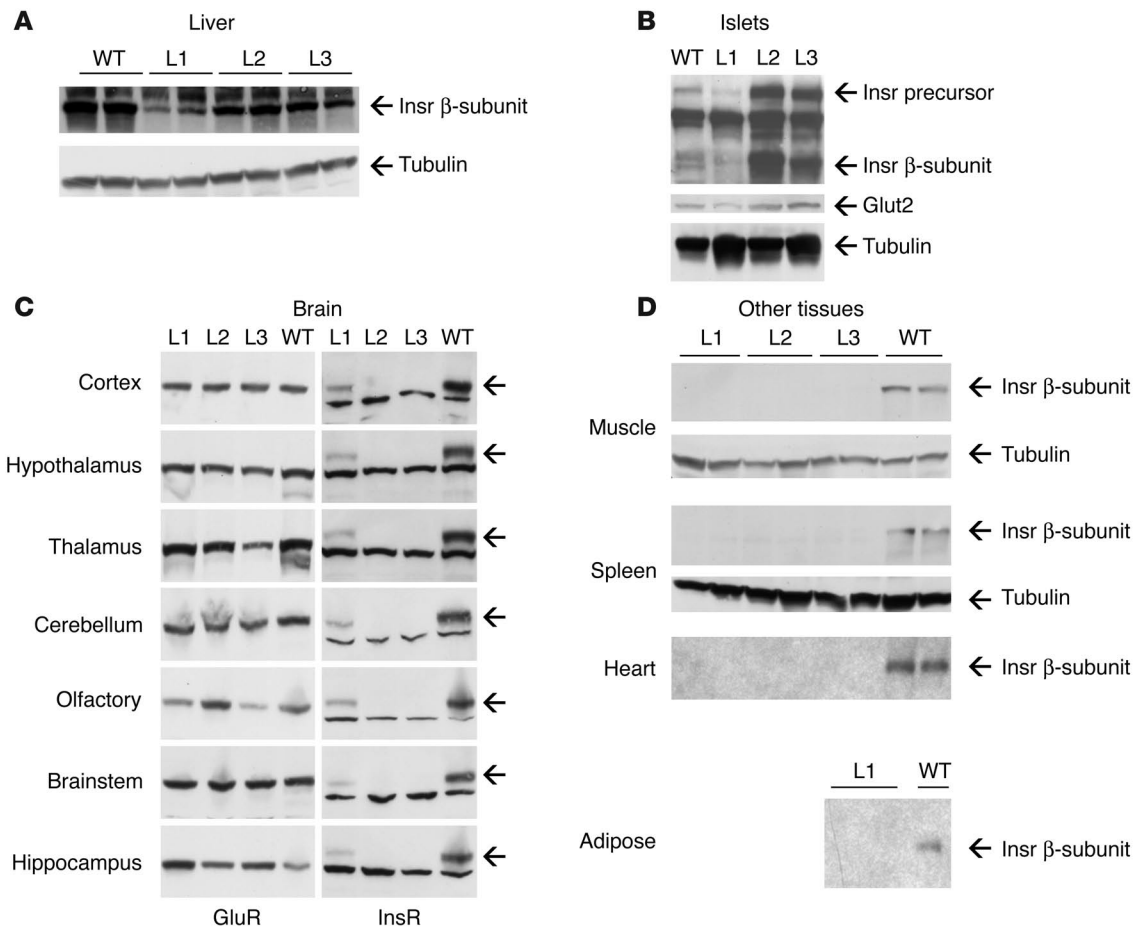 A
Liver
WT L1 L2 L3
← Insr β-subunit
← Tubulin
B
Islets
WT L1 L2 L3
← Insr precursor
← Insr β-subunit
← Glut2
← Tubulin
C
Brain
L1 L2 L3 WT L1 L2 L3 WT
Cortex
Hypothalamus
Thalamus
Cerebellum
Olfactory
Brainstem
Hippocampus
GluR InsR
D
Other tissues
L1 L2 L3 WT
← Insr β-subunit
Muscle
← Tubulin
← Insr β-subunit
Spleen
← Tubulin
Heart ← Insr β-subunit
L1 WT
Adipose ← Insr β-subunit